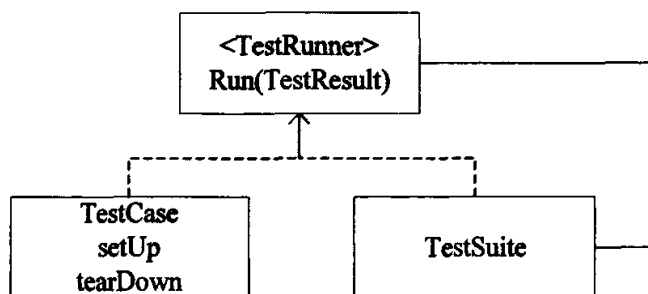 <TestRunner>
Run(TestResult)
TestCase
setUp
tearDown
TestSuite